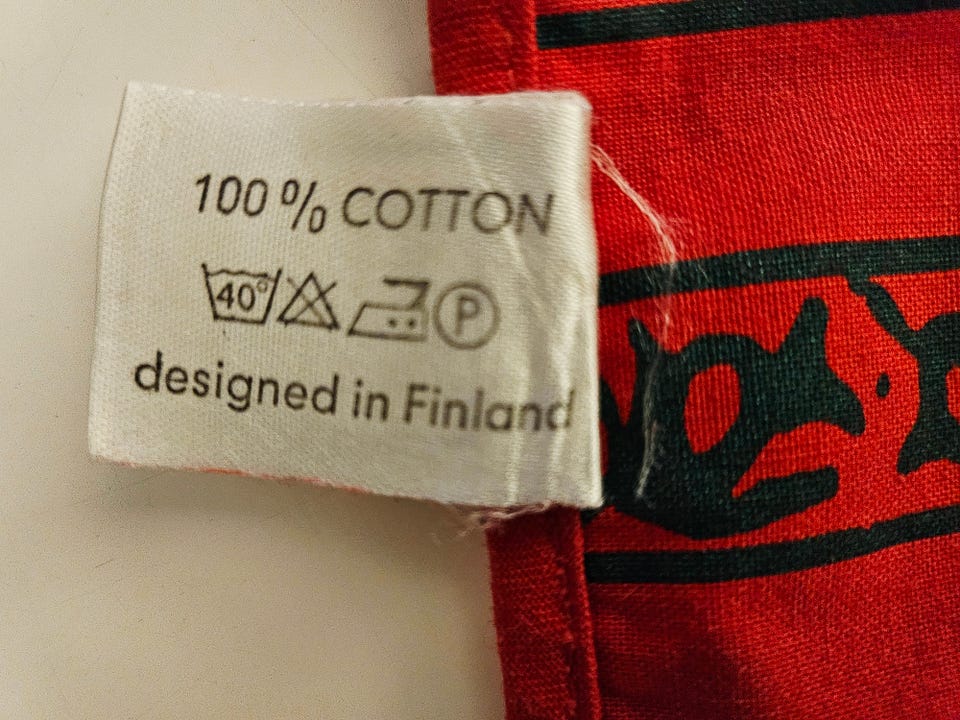 100 % COTTON
40° P
designed in Finland